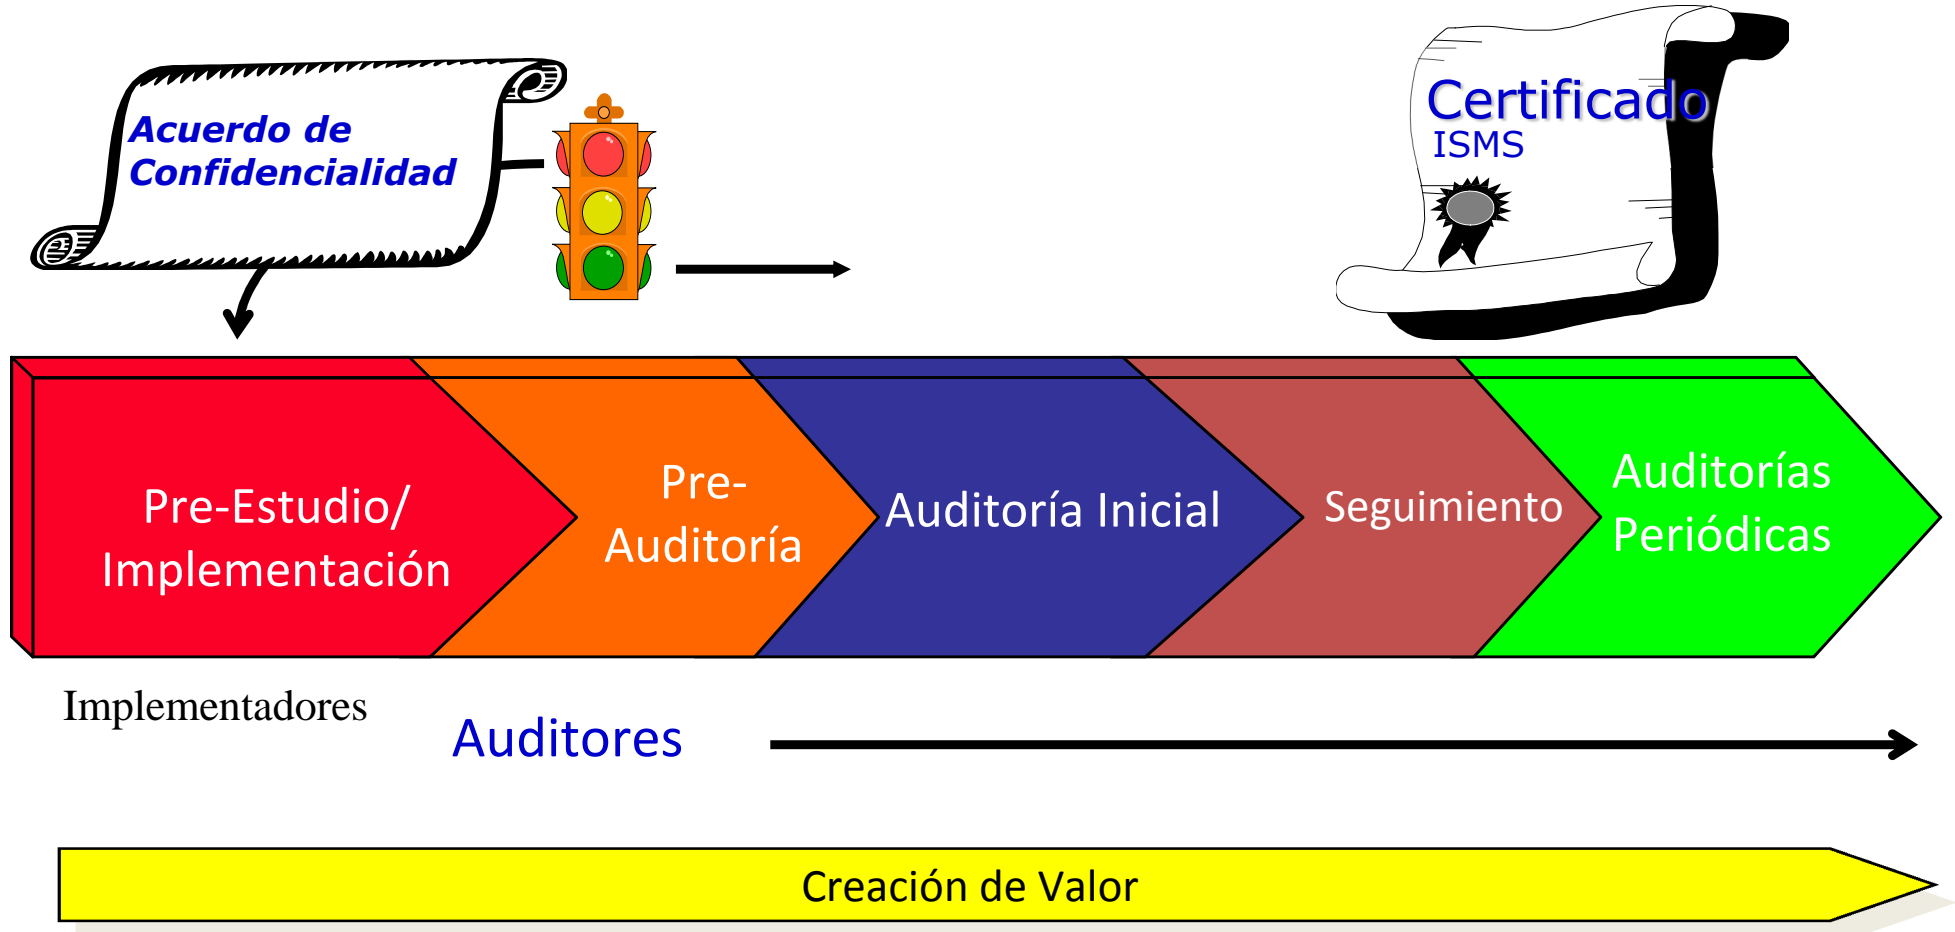 Acuerdo de
Confidencialidad
Certificado
ISMS
Pre-Estudio/
Implementación
Pre-
Auditoría
Auditoría Inicial
Seguimiento
Auditorías
Periódicas
Implementadores
Auditores
Creación de Valor